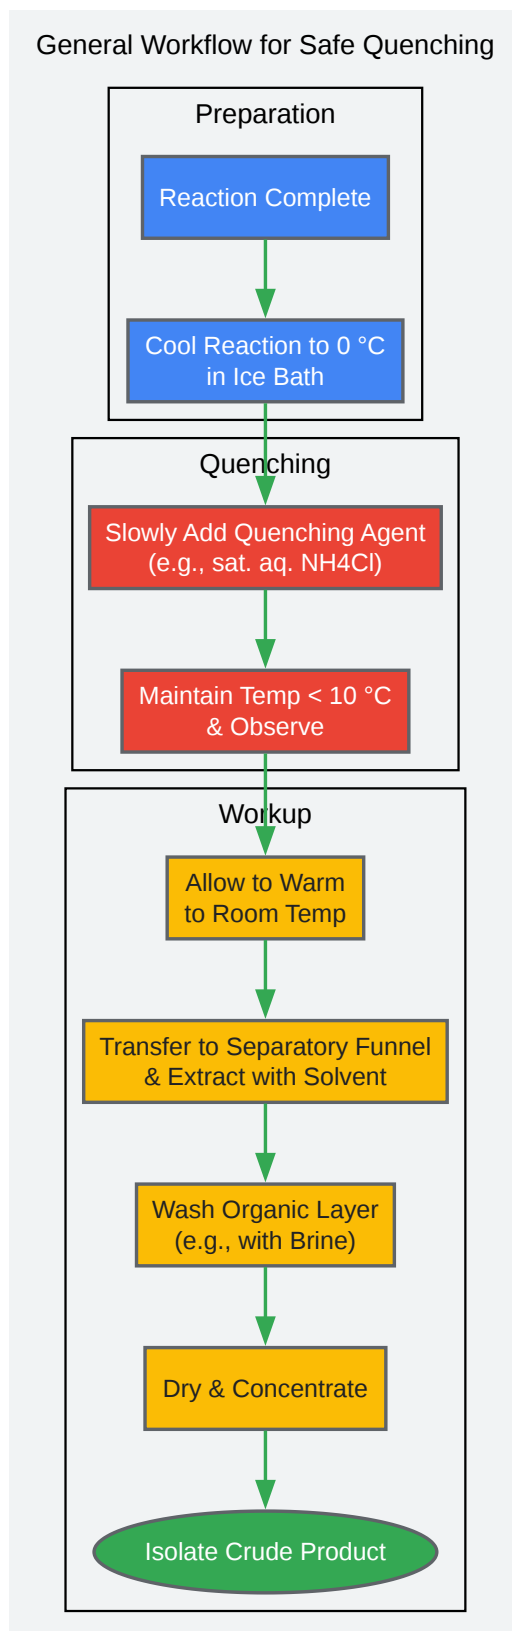 General Workflow for Safe Quenching
Preparation
Reaction Complete
Cool Reaction to 0 °C
in Ice Bath
Quenching
Slowly Add Quenching Agent
(e.g., sat. aq. NH4Cl)
Maintain Temp < 10 °C
& Observe
Workup
Allow to Warm
to Room Temp
Transfer to Separatory Funnel
& Extract with Solvent
Wash Organic Layer
(e.g., with Brine)
Dry & Concentrate
Isolate Crude Product